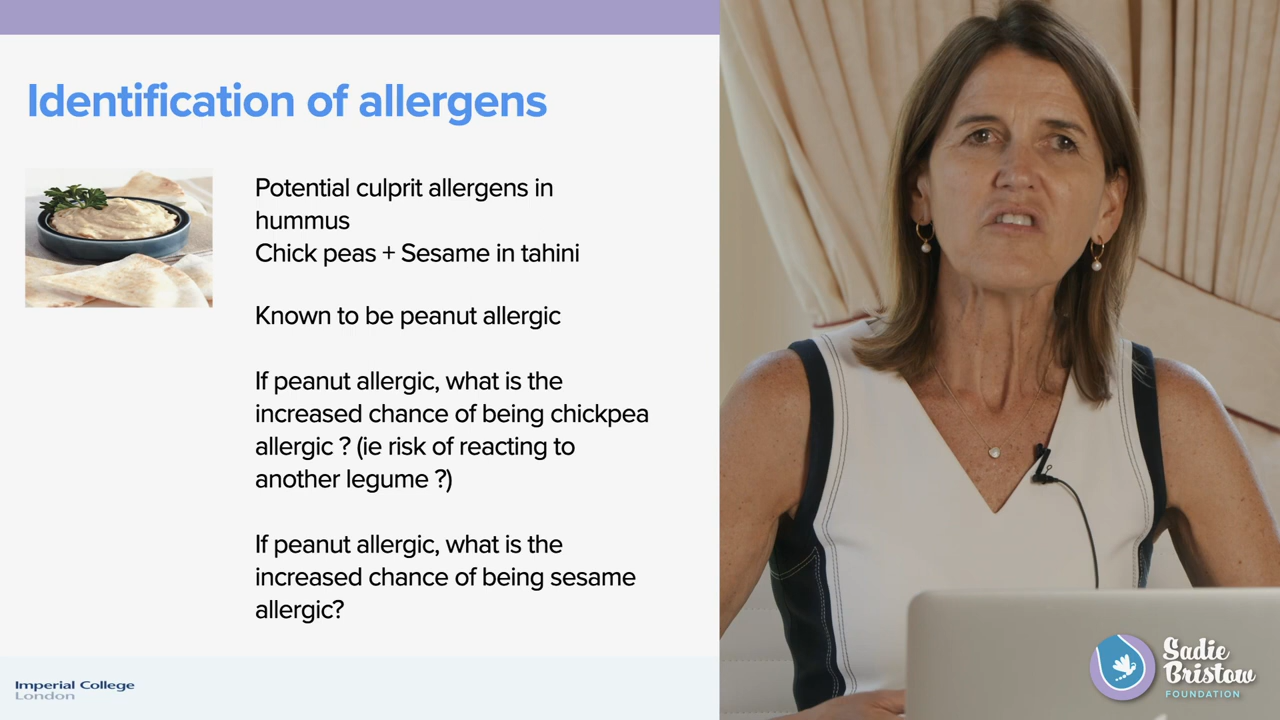 Identification of allergens
Potential culprit allergens in
hummus
Chick peas + Sesame in tahini
Known to be peanut allergic
If peanut allergic, what is the
increased chance of being chickpea
allergic ? (ie risk of reacting to
another legume ?)
If peanut allergic, what is the
increased chance of being sesame
allergic?
Imperial College
London
Sadie
Bristow
FOUNDATION